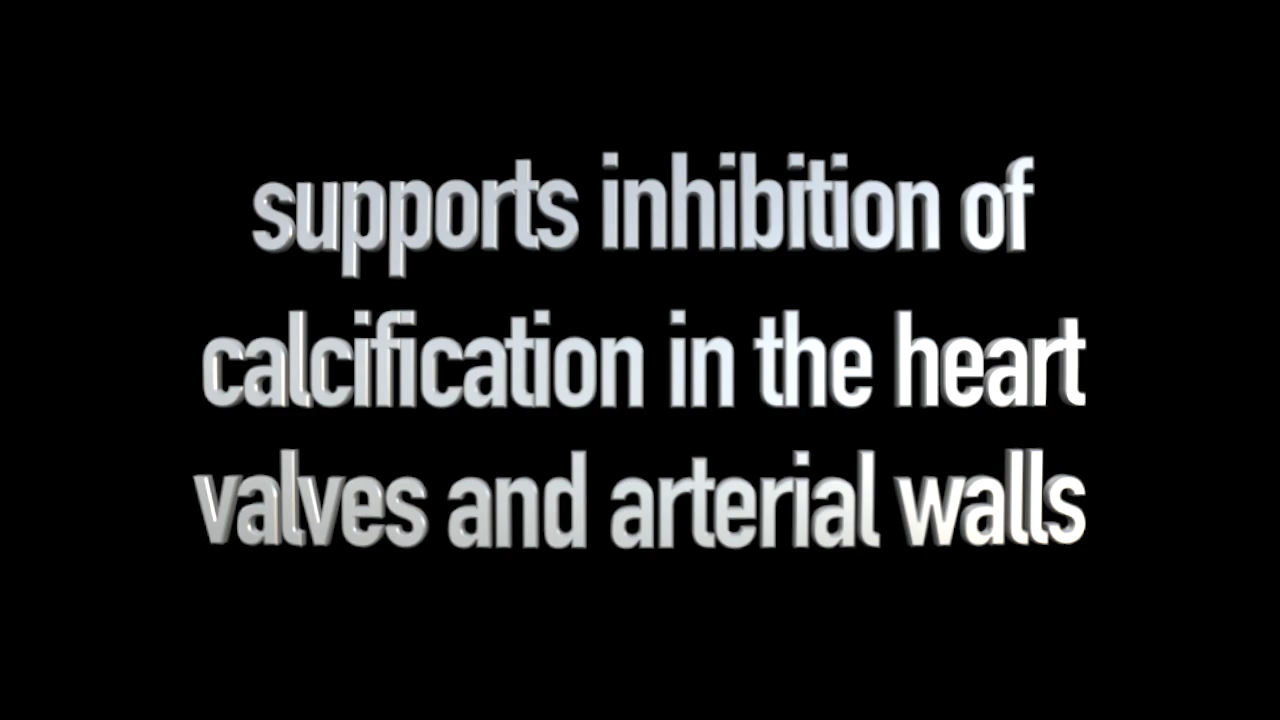 supports inhibition of
calcification in the heart
valves and arterial walls